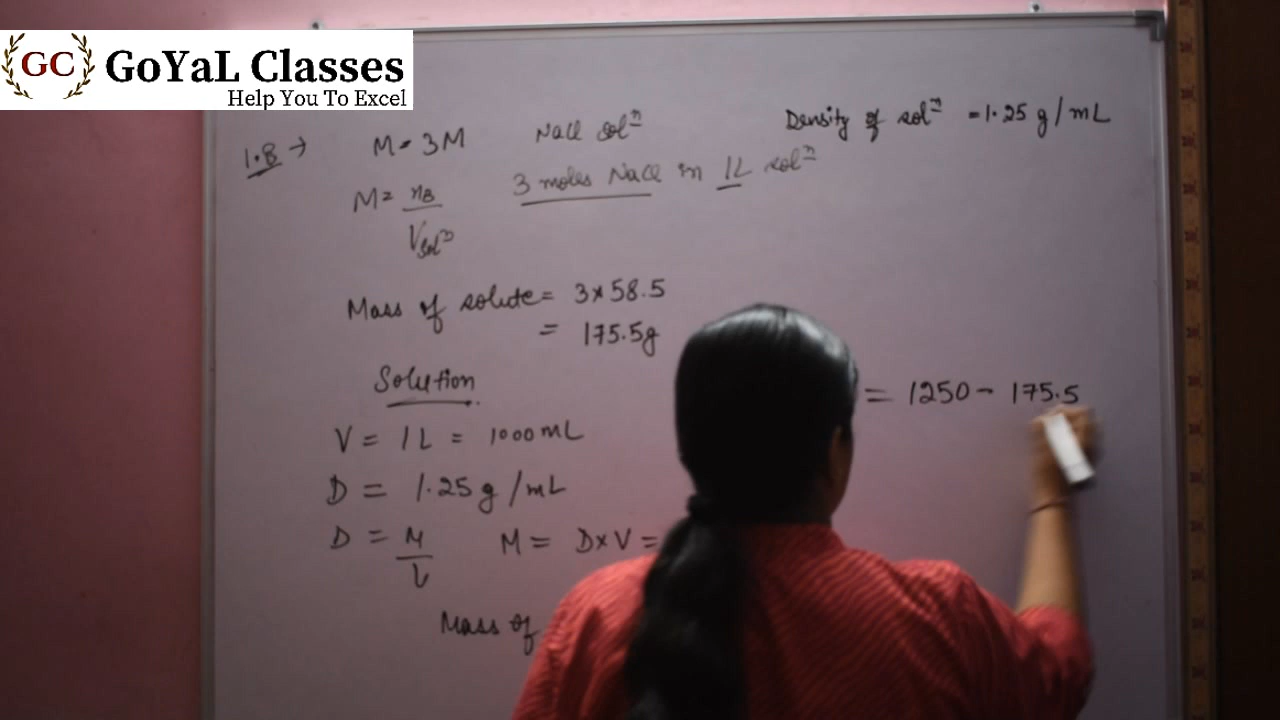 GC GoYaL Classes
Help You To Excel
1.8 → M = 3M NaCl solⁿ Density of solⁿ = 1.25 g/mL
M = nB / Vsolⁿ 3 moles NaCl in 1L solⁿ
Mass of solute = 3×58.5
= 175.5g
Solution
= 1250 - 175.5
V = 1L = 1000mL
D = 1.25 g/mL
D = M / V M = D×V =
Mass of